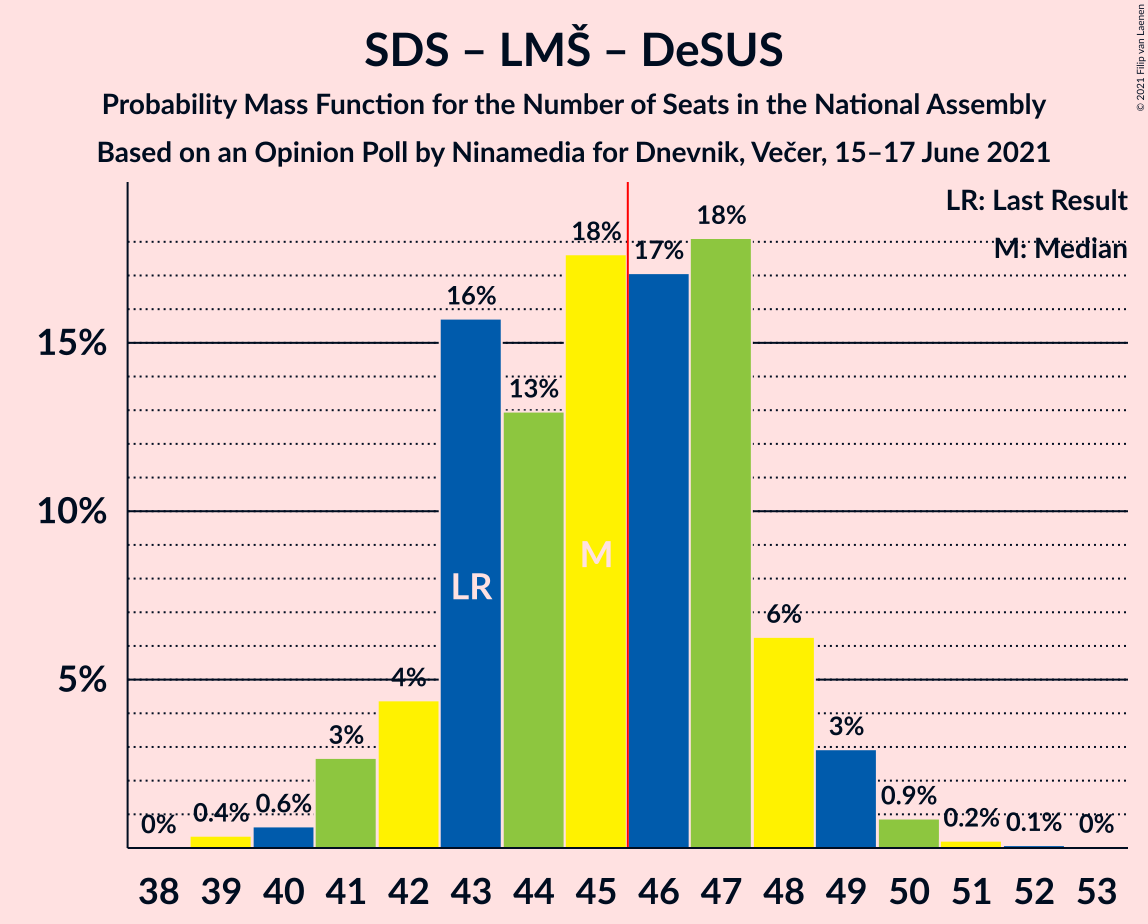 SDS – LMŠ – DeSUS
Probability Mass Function for the Number of Seats in the National Assembly
Based on an Opinion Poll by Ninamedia for Dnevnik, Večer, 15–17 June 2021
© 2021 Filip van Laenen
LR: Last Result
M: Median
15%
10%
5%
0%
0.4%
0.6%
3%
4%
16%
13%
18%
17%
18%
6%
3%
0.9%
0.2%
0.1%
0%
LR
M
38 39 40 41 42 43 44 45 46 47 48 49 50 51 52 53